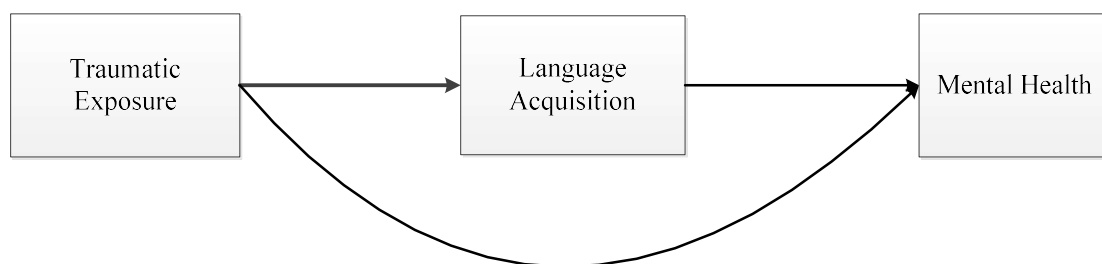 Traumatic
Exposure
Language
Acquisition
Mental Health